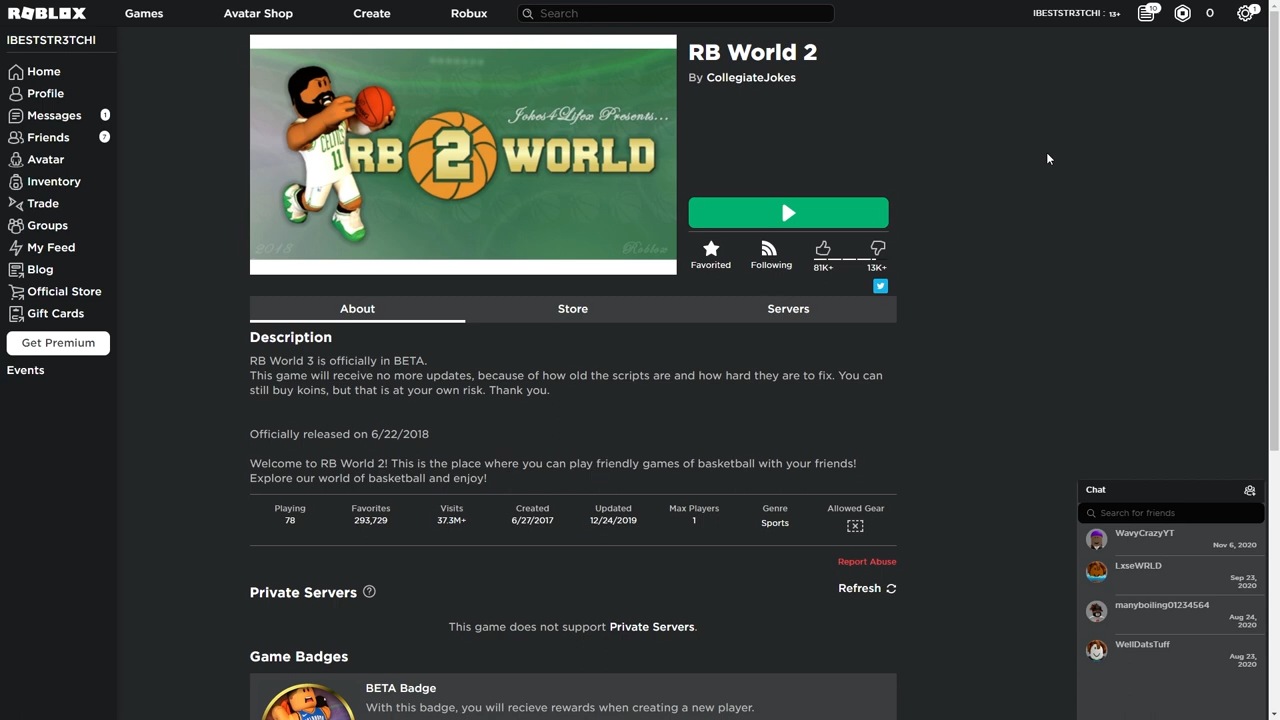 ROBLOX
Games
Avatar Shop
Create
Robux
Search
IBESTSTR3TCHI : 13+
10
0
1
IBESTSTR3TCHI
Home
Profile
Messages
1
Friends
7
Avatar
Inventory
Trade
Groups
My Feed
Blog
Official Store
Gift Cards
Get Premium
Events
Jokes4Lifex Presents...
CELTICS
11
RB 2 WORLD
2018
Roblox
RB World 2
By CollegiateJokes
Favorited
Following
81K+
13K+
About
Store
Servers
Description
RB World 3 is officially in BETA.
This game will receive no more updates, because of how old the scripts are and how hard they are to fix. You can
still buy koins, but that is at your own risk. Thank you.
Officially released on 6/22/2018
Welcome to RB World 2! This is the place where you can play friendly games of basketball with your friends!
Explore our world of basketball and enjoy!
Playing
Favorites
Visits
Created
Updated
Max Players
Genre
Allowed Gear
78
293,729
37.3M+
6/27/2017
12/24/2019
1
Sports
Report Abuse
Private Servers
Refresh
This game does not support Private Servers.
Game Badges
BETA Badge
With this badge, you will recieve rewards when creating a new player.
Chat
Search for friends
WavyCrazyYT
Nov 6, 2020
LxseWRLD
Sep 23,
2020
manyboiling01234564
Aug 24,
2020
WellDatsTuff
Aug 23,
2020